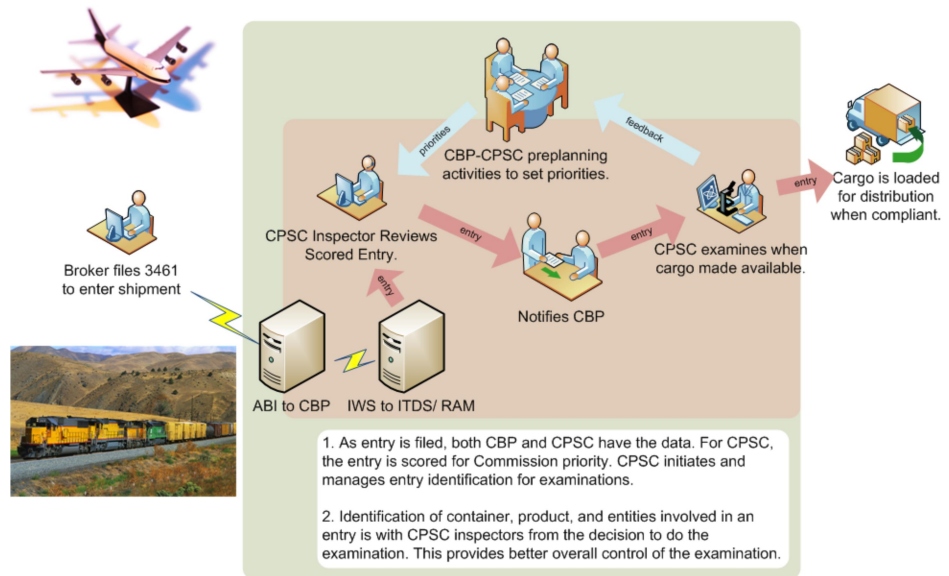 CBP-CPSC preplanning
activities to set priorities.
priorities
feedback
CPSC Inspector Reviews
Scored Entry.
entry
Notifies CBP
entry
CPSC examines when
cargo made available.
entry
Cargo is loaded
for distribution
when compliant.
Broker files 3461
to enter shipment
entry
ABI to CBP
IWS to ITDS/ RAM
1. As entry is filed, both CBP and CPSC have the data. For CPSC,
the entry is scored for Commission priority. CPSC initiates and
manages entry identification for examinations.
2. Identification of container, product, and entities involved in an
entry is with CPSC inspectors from the decision to do the
examination. This provides better overall control of the examination.